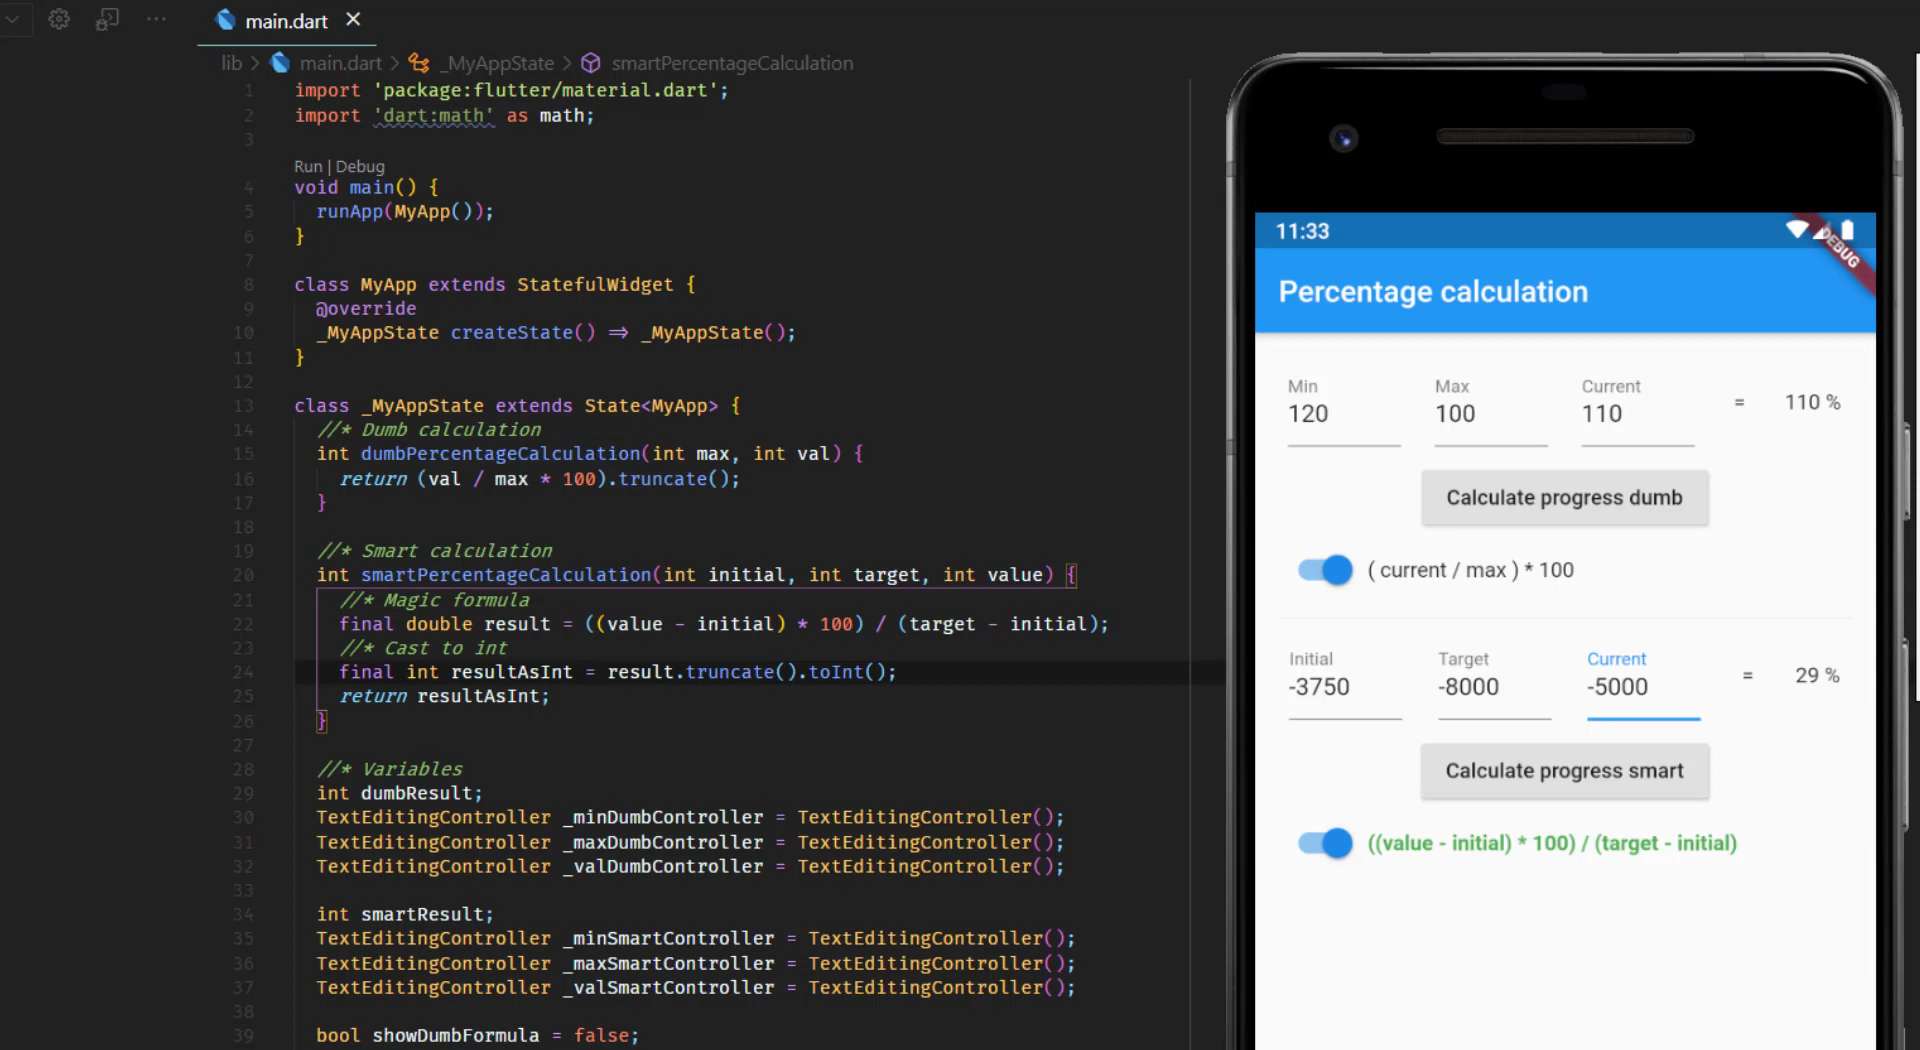 main.dart
lib > main.dart > _MyAppState > smartPercentageCalculation
1 import 'package:flutter/material.dart';
2 import 'dart:math' as math;
3
Run | Debug
4 void main() {
5 runApp(MyApp());
6 }
7
8 class MyApp extends StatefulWidget {
9 @override
10 _MyAppState createState() => _MyAppState();
11 }
12
13 class _MyAppState extends State<MyApp> {
14 //* Dumb calculation
15 int dumbPercentageCalculation(int max, int val) {
16 return (val / max * 100).truncate();
17 }
18
19 //* Smart calculation
20 int smartPercentageCalculation(int initial, int target, int value) {
21 //* Magic formula
22 final double result = ((value - initial) * 100) / (target - initial);
23 //* Cast to int
24 final int resultAsInt = result.truncate().toInt();
25 return resultAsInt;
26 }
27
28 //* Variables
29 int dumbResult;
30 TextEditingController _minDumbController = TextEditingController();
31 TextEditingController _maxDumbController = TextEditingController();
32 TextEditingController _valDumbController = TextEditingController();
33
34 int smartResult;
35 TextEditingController _minSmartController = TextEditingController();
36 TextEditingController _maxSmartController = TextEditingController();
37 TextEditingController _valSmartController = TextEditingController();
38
39 bool showDumbFormula = false;
11:33
DEBUG
Percentage calculation
Min Max Current
120 100 110 = 110 %
Calculate progress dumb
( current / max ) * 100
Initial Target Current
-3750 -8000 -5000 = 29 %
Calculate progress smart
((value - initial) * 100) / (target - initial)